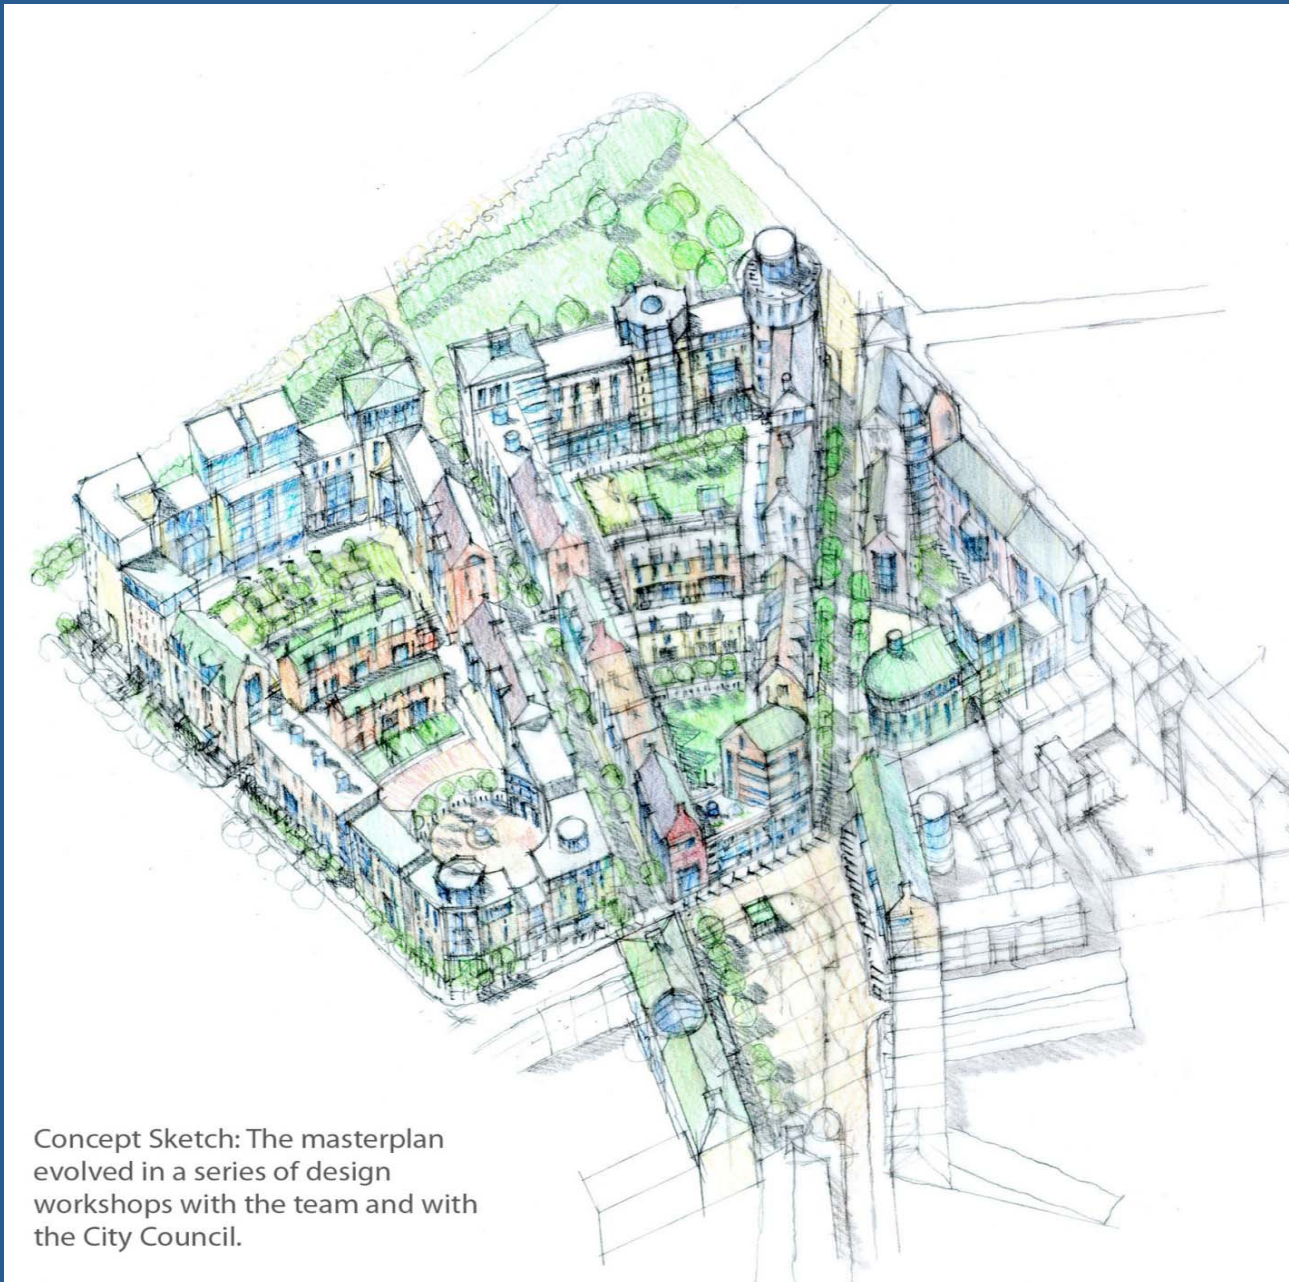 Concept Sketch: The masterplan
evolved in a series of design
workshops with the team and with
the City Council.